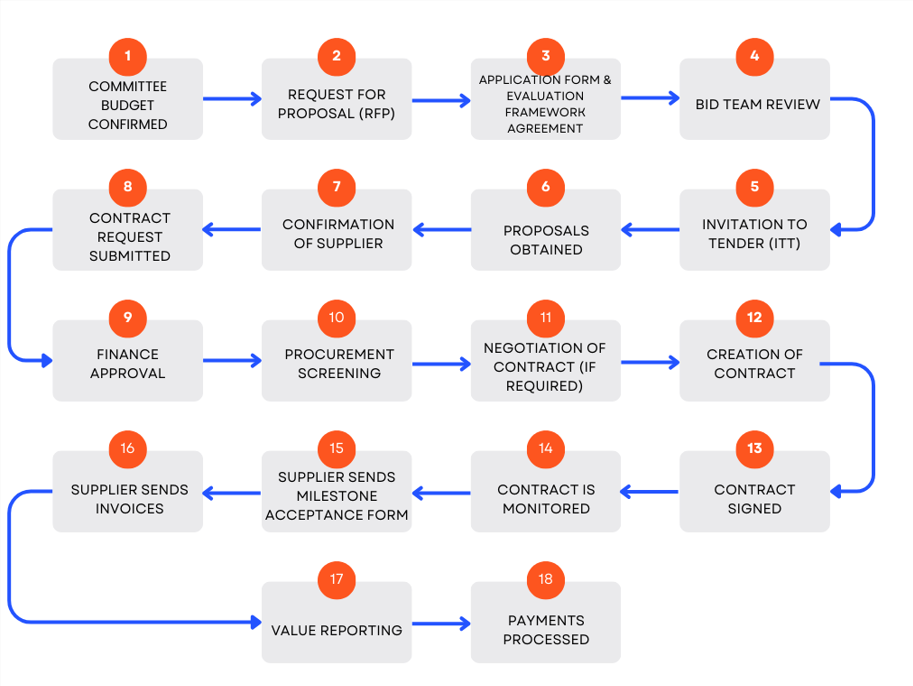 1
COMMITTEE
BUDGET
CONFIRMED
2
REQUEST FOR
PROPOSAL (RFP)
3
APPLICATION FORM &
EVALUATION
FRAMEWORK
AGREEMENT
4
BID TEAM REVIEW
5
INVITATION TO
TENDER (ITT)
6
PROPOSALS
OBTAINED
7
CONFIRMATION
OF SUPPLIER
8
CONTRACT
REQUEST
SUBMITTED
9
FINANCE
APPROVAL
10
PROCUREMENT
SCREENING
11
NEGOTIATION OF
CONTRACT (IF
REQUIRED)
12
CREATION OF
CONTRACT
13
CONTRACT
SIGNED
14
CONTRACT IS
MONITORED
15
SUPPLIER SENDS
MILESTONE
ACCEPTANCE FORM
16
SUPPLIER SENDS
INVOICES
17
VALUE REPORTING
18
PAYMENTS
PROCESSED